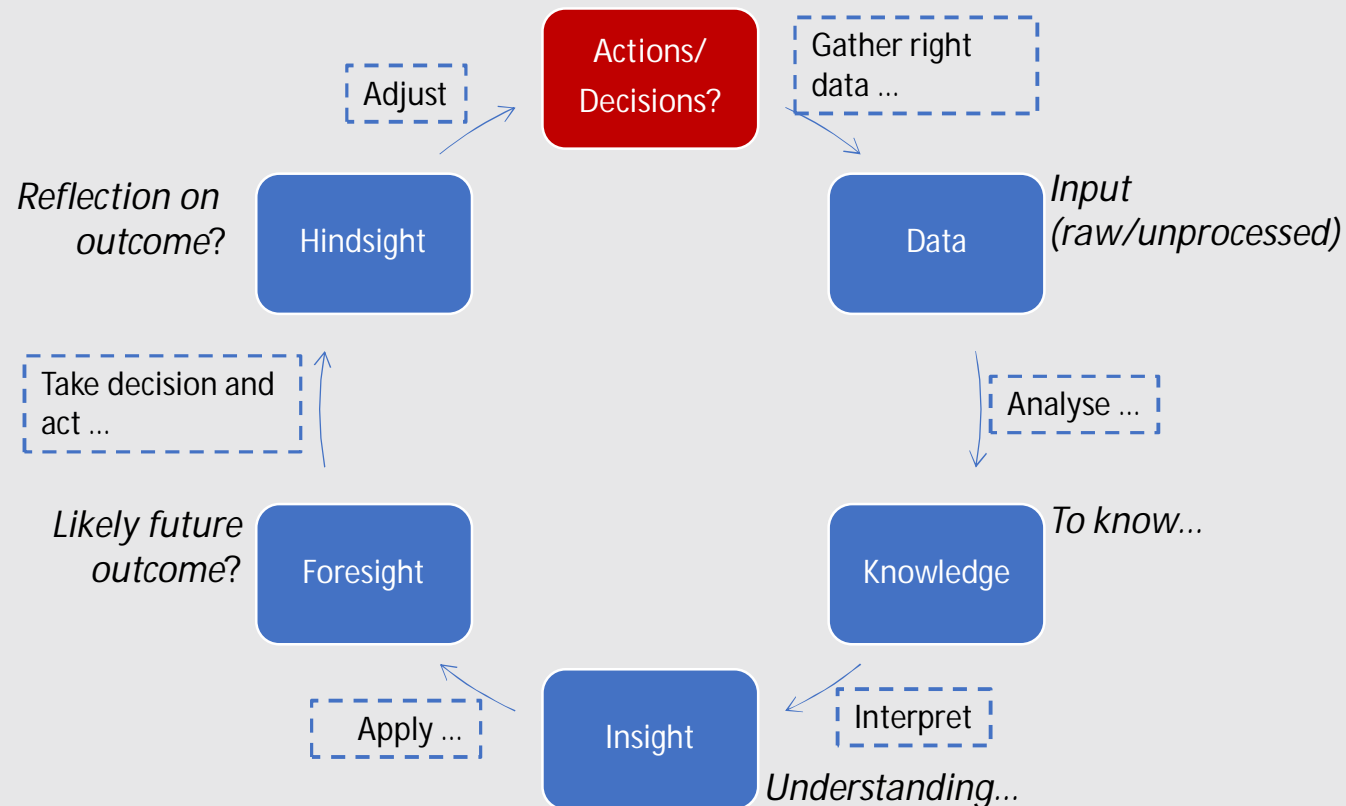 Actions/
Decisions?
Gather right
data ...
Data
Input
(raw/unprocessed)
Analyse ...
Knowledge
To know...
Interpret
Insight
Understanding...
Apply ...
Foresight
Likely future
outcome?
Take decision and
act ...
Hindsight
Reflection on
outcome?
Adjust